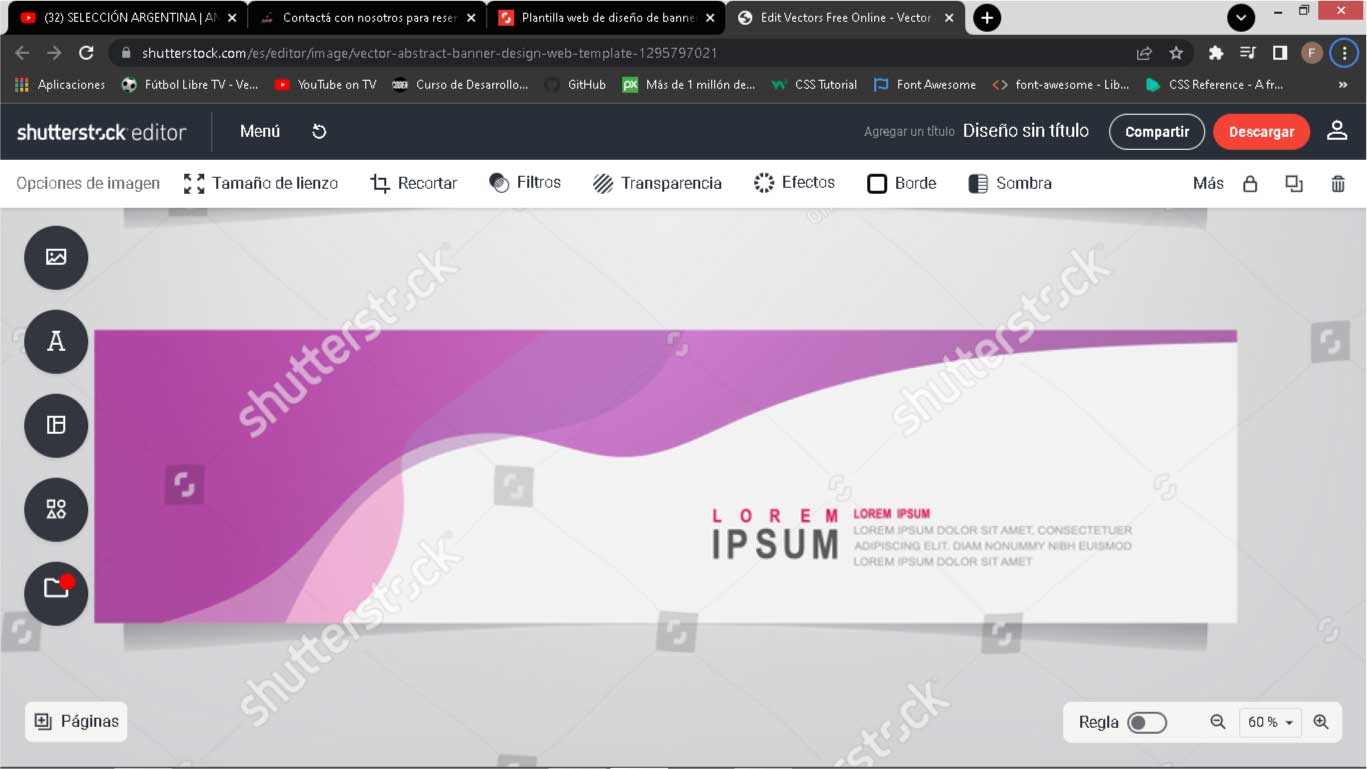 (32) SELECCIÓN ARGENTINA | AN
Contactá con nosotros para reser
Plantilla web de diseño de banne
Edit Vectors Free Online - Vector
shutterstock.com/es/editor/image/vector-abstract-banner-design-web-template-1295797021
F
Aplicaciones
Fútbol Libre TV - Ve...
YouTube on TV
Curso de Desarrollo...
GitHub
px
Más de 1 millón de...
CSS Tutorial
Font Awesome
font-awesome - Lib...
CSS Reference - A fr...
»
shutterstock editor
Menú
Agregar un título
Diseño sin título
Compartir
Descargar
Opciones de imagen
Tamaño de lienzo
Recortar
Filtros
Transparencia
Efectos
Borde
Sombra
Más
A
shutterstock
shutterstock
LOREM
IPSUM
LOREM IPSUM
LOREM IPSUM DOLOR SIT AMET, CONSECTETUER
ADIPISCING ELIT. DIAM NONUMMY NIBH EUISMOD
LOREM IPSUM DOLOR SIT AMET
shutterstock
stock
Páginas
Regla
60 %